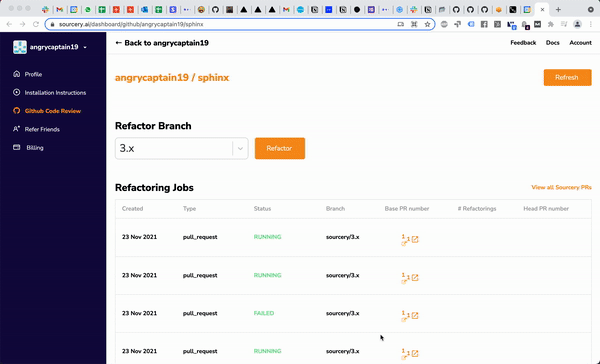 sourcery.ai/dashboard/github/angrycaptain19/sphinx
angrycaptain19
← Back to angrycaptain19
Feedback Docs Account
Profile
Installation Instructions
Github Code Review
Refer Friends
Billing
angrycaptain19 / sphinx
Refresh
Refactor Branch
3.x
Refactor
Refactoring Jobs
View all Sourcery PRs
Created Type Status Branch Base PR number # Refactorings Head PR number
23 Nov 2021 pull_request RUNNING sourcery/3.x 1
23 Nov 2021 pull_request RUNNING sourcery/3.x 1
23 Nov 2021 pull_request FAILED sourcery/3.x 1
23 Nov 2021 pull_request RUNNING sourcery/3.x 1